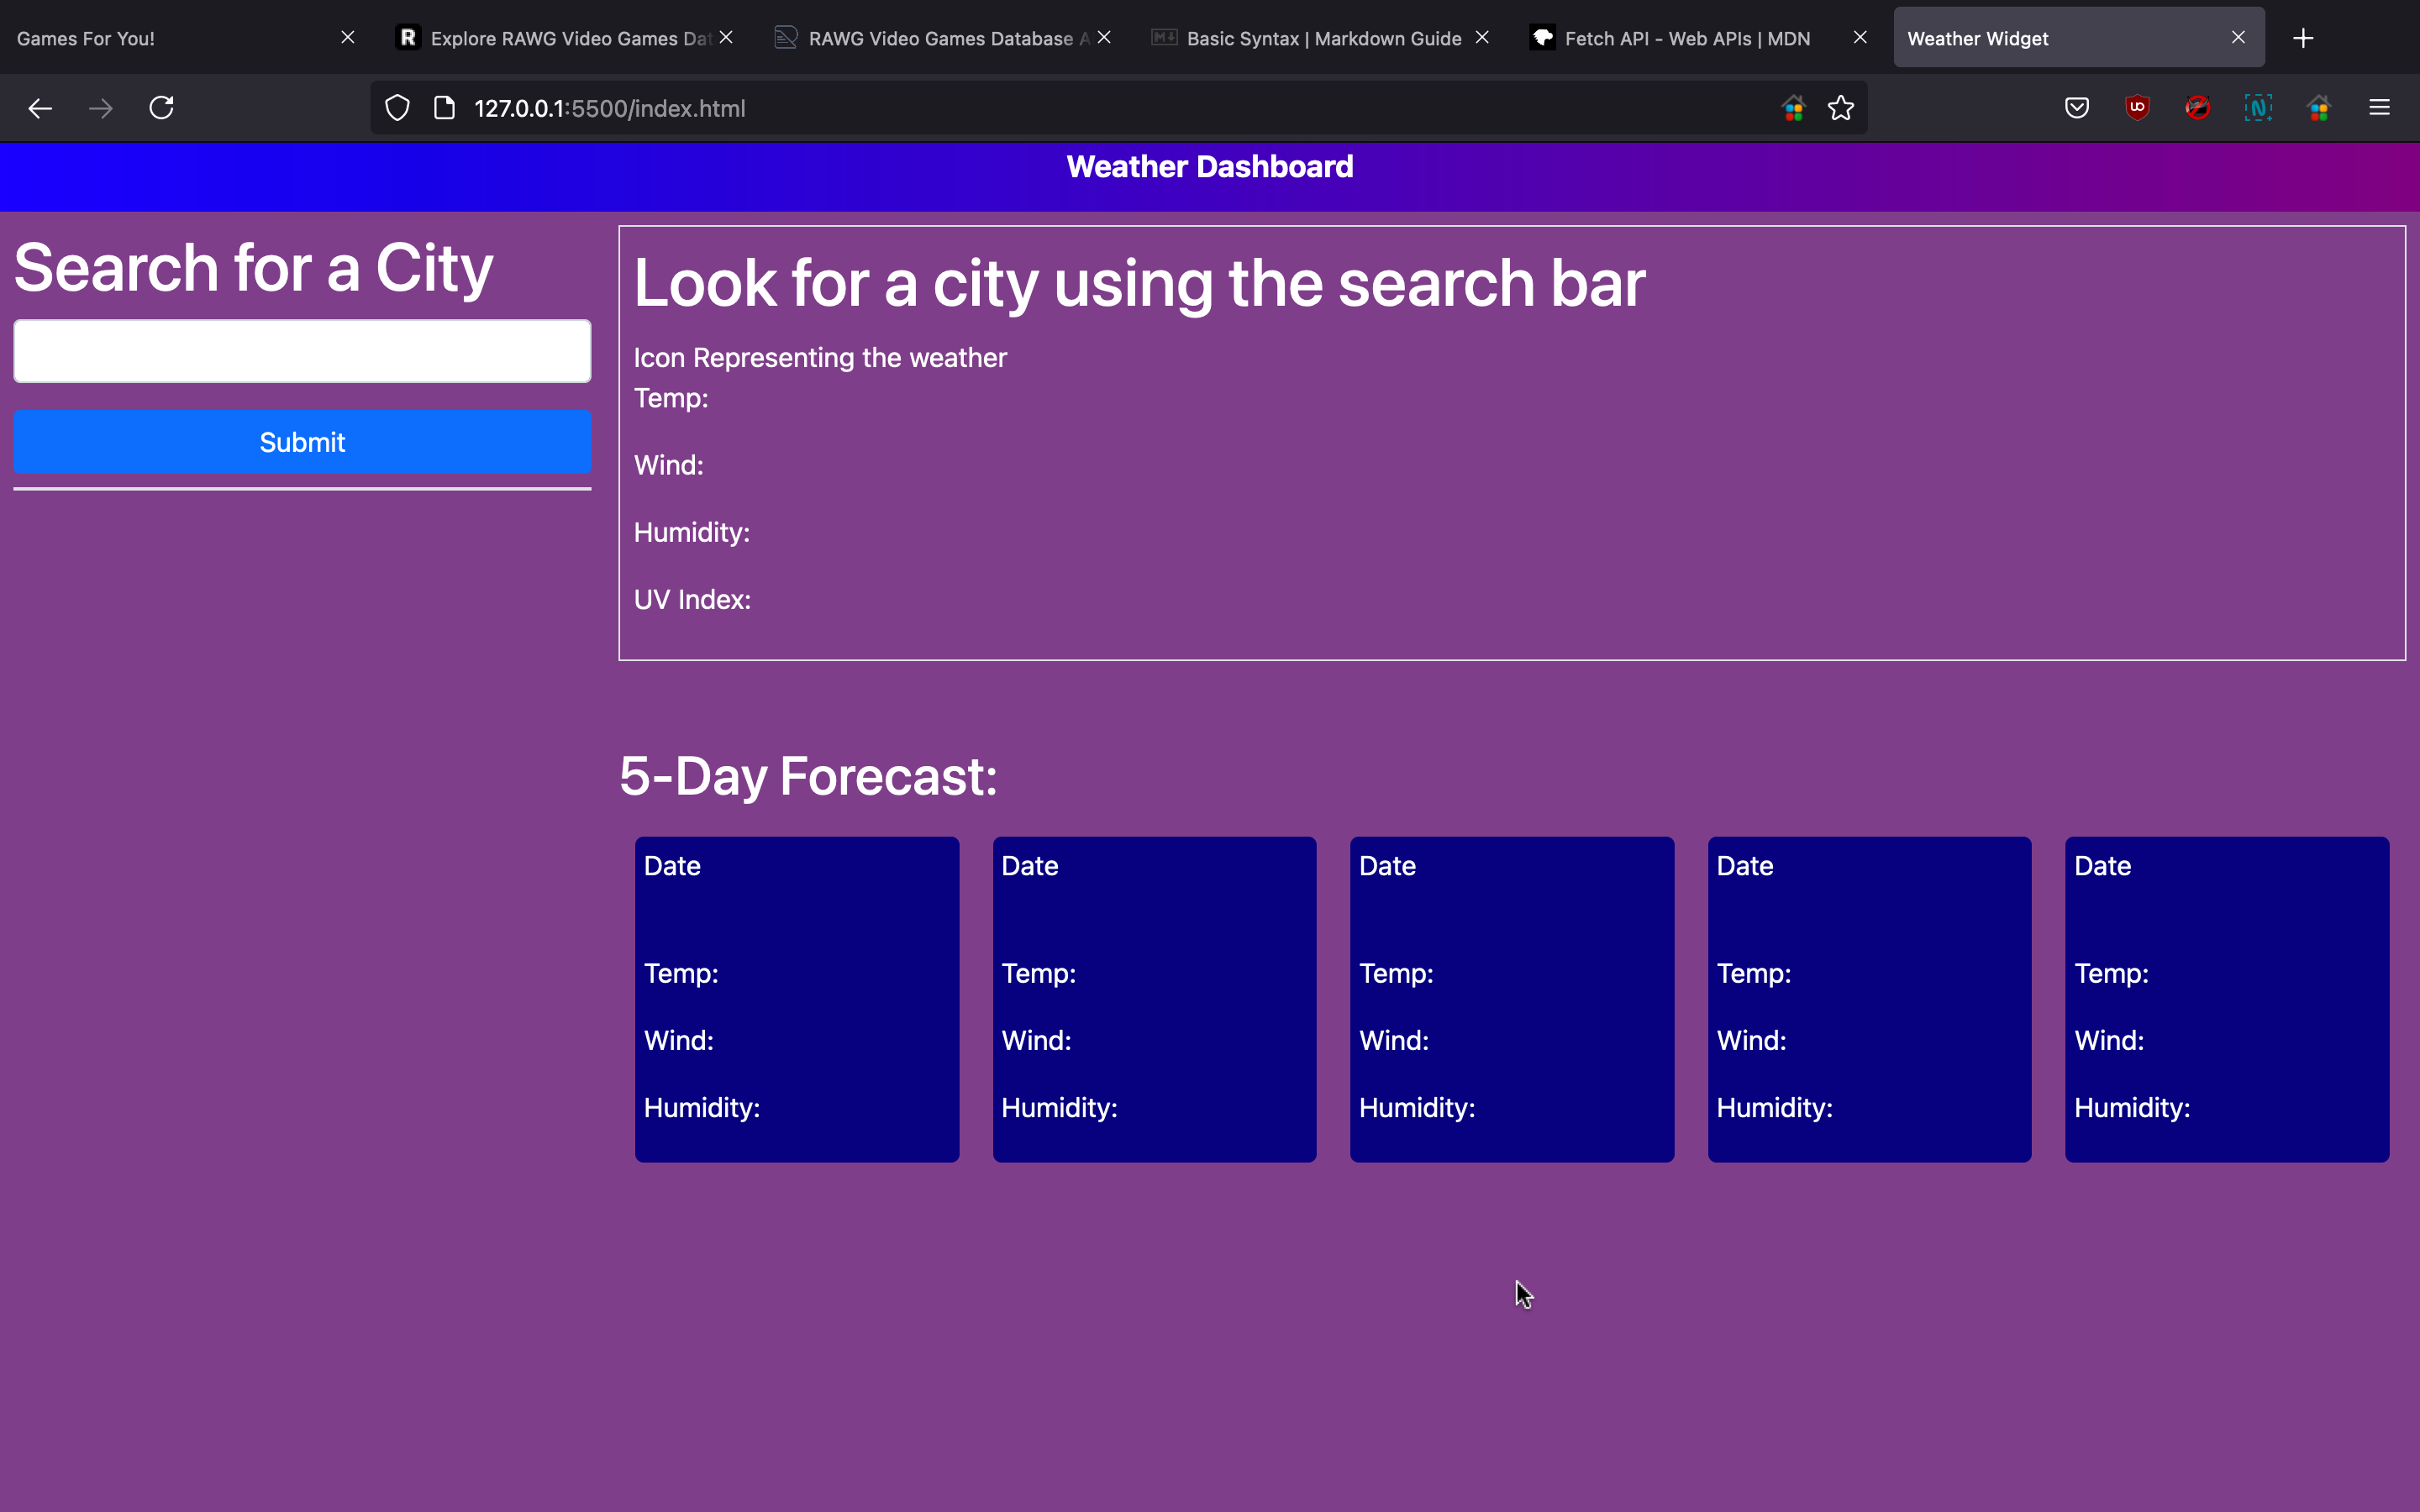 Games For You!
R Explore RAWG Video Games Dat
RAWG Video Games Database A
M Basic Syntax | Markdown Guide
Fetch API - Web APIs | MDN
Weather Widget
127.0.0.1:5500/index.html
UO
N
Weather Dashboard
Search for a City
Submit
Look for a city using the search bar
Icon Representing the weather
Temp:
Wind:
Humidity:
UV Index:
5-Day Forecast:
Date
Temp:
Wind:
Humidity:
Date
Temp:
Wind:
Humidity:
Date
Temp:
Wind:
Humidity:
Date
Temp:
Wind:
Humidity:
Date
Temp:
Wind:
Humidity: